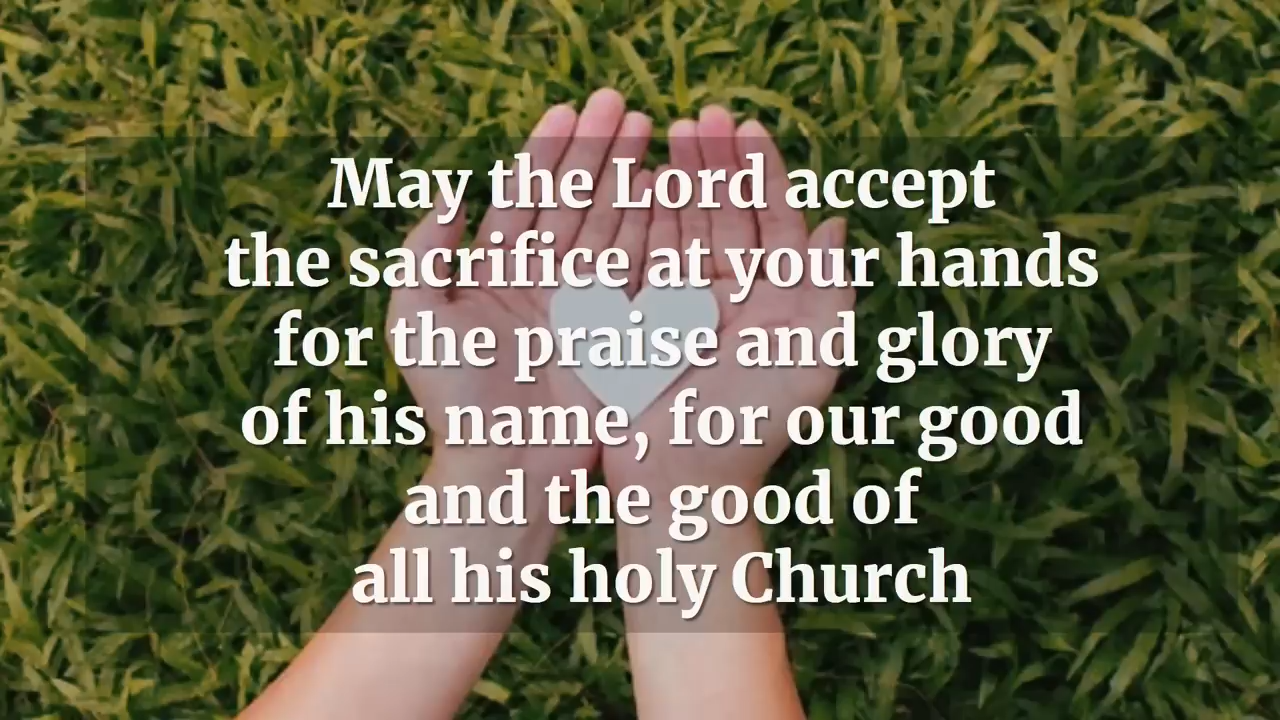 May the Lord accept
the sacrifice at your hands
for the praise and glory
of his name, for our good
and the good of
all his holy Church